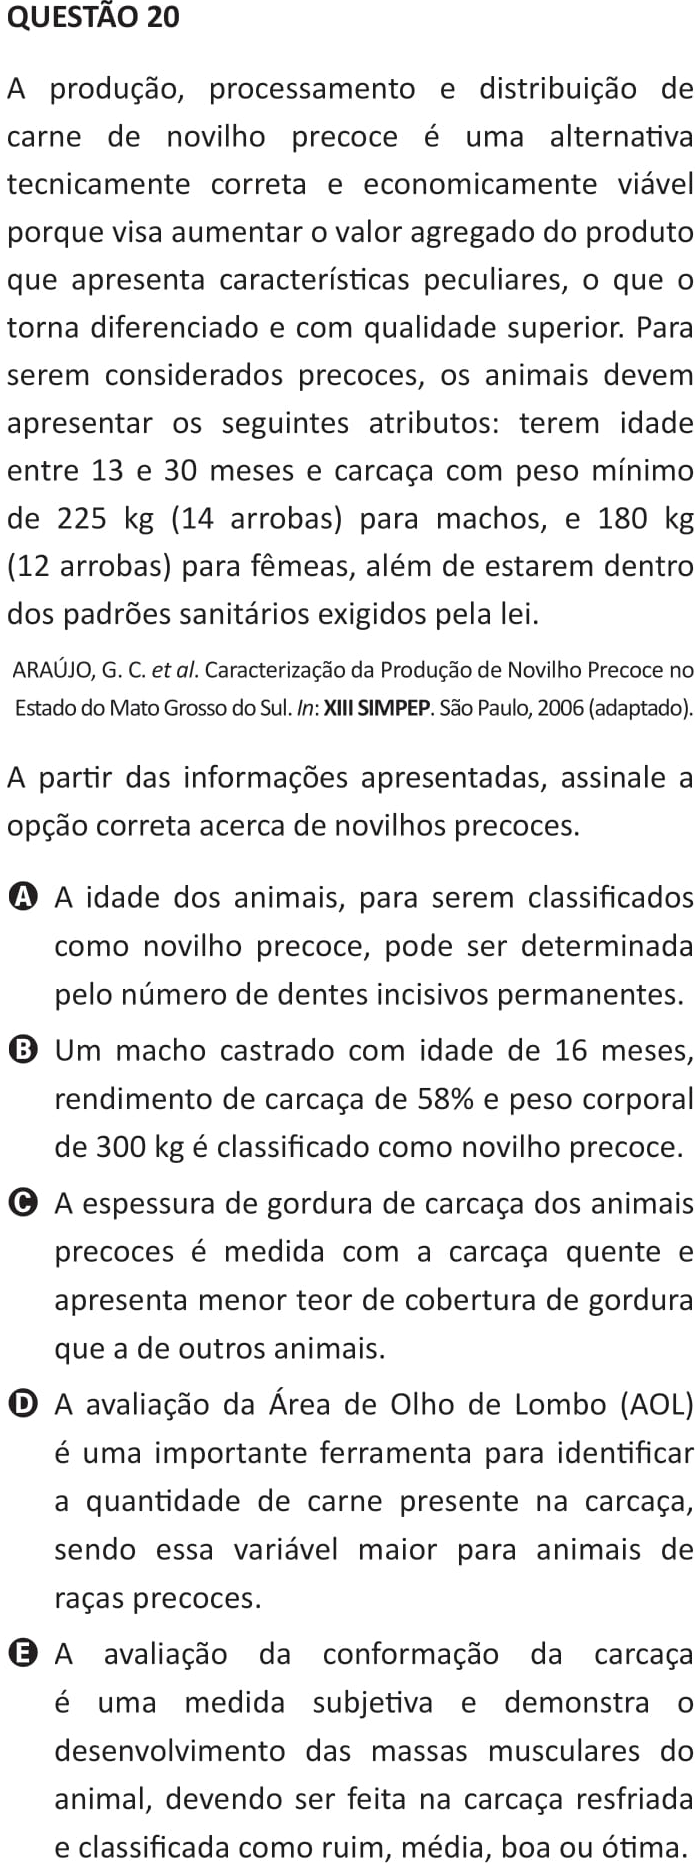 QUESTÃO 20
A produção, processamento e distribuição de
carne de novilho precoce é uma alternativa
tecnicamente correta e economicamente viável
porque visa aumentar o valor agregado do produto
que apresenta características peculiares, o que o
torna diferenciado e com qualidade superior. Para
serem considerados precoces, os animais devem
apresentar os seguintes atributos: terem idade
entre 13 e 30 meses e carcaça com peso mínimo
de 225 kg (14 arrobas) para machos, e 180 kg
(12 arrobas) para fêmeas, além de estarem dentro
dos padrões sanitários exigidos pela lei.
ARAÚJO, G. C. et al. Caracterização da Produção de Novilho Precoce no
Estado do Mato Grosso do Sul. In: XIII SIMPEP. São Paulo, 2006 (adaptado).
A partir das informações apresentadas, assinale a
opção correta acerca de novilhos precoces.
A A idade dos animais, para serem classificados
como novilho precoce, pode ser determinada
pelo número de dentes incisivos permanentes.
B Um macho castrado com idade de 16 meses,
rendimento de carcaça de 58% e peso corporal
de 300 kg é classificado como novilho precoce.
C A espessura de gordura de carcaça dos animais
precoces é medida com a carcaça quente e
apresenta menor teor de cobertura de gordura
que a de outros animais.
D A avaliação da Área de Olho de Lombo (AOL)
é uma importante ferramenta para identificar
a quantidade de carne presente na carcaça,
sendo essa variável maior para animais de
raças precoces.
E A avaliação da conformação da carcaça
é uma medida subjetiva e demonstra o
desenvolvimento das massas musculares do
animal, devendo ser feita na carcaça resfriada
e classificada como ruim, média, boa ou ótima.